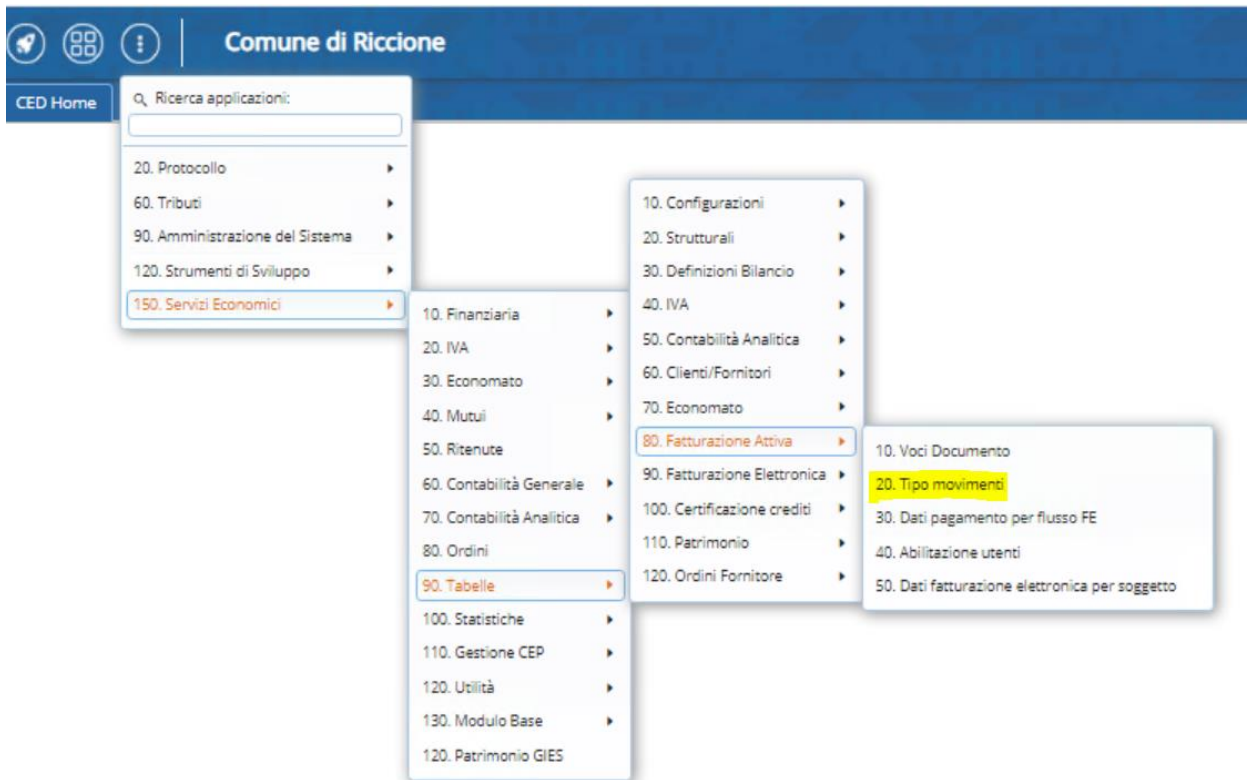 Comune di Riccione
CED Home
Ricerca applicazioni:
20. Protocollo
60. Tributi
90. Amministrazione del Sistema
120. Strumenti di Sviluppo
150. Servizi Economici
10. Finanziaria
20. IVA
30. Economato
40. Mutui
50. Ritenute
60. Contabilità Generale
70. Contabilità Analitica
80. Ordini
90. Tabelle
100. Statistiche
110. Gestione CEP
120. Utilità
130. Modulo Base
120. Patrimonio GIES
10. Configurazioni
20. Strutturali
30. Definizioni Bilancio
40. IVA
50. Contabilità Analitica
60. Clienti/Fornitori
70. Economato
80. Fatturazione Attiva
90. Fatturazione Elettronica
100. Certificazione crediti
110. Patrimonio
120. Ordini Fornitore
10. Voci Documento
20. Tipo movimenti
30. Dati pagamento per flusso FE
40. Abilitazione utenti
50. Dati fatturazione elettronica per soggetto